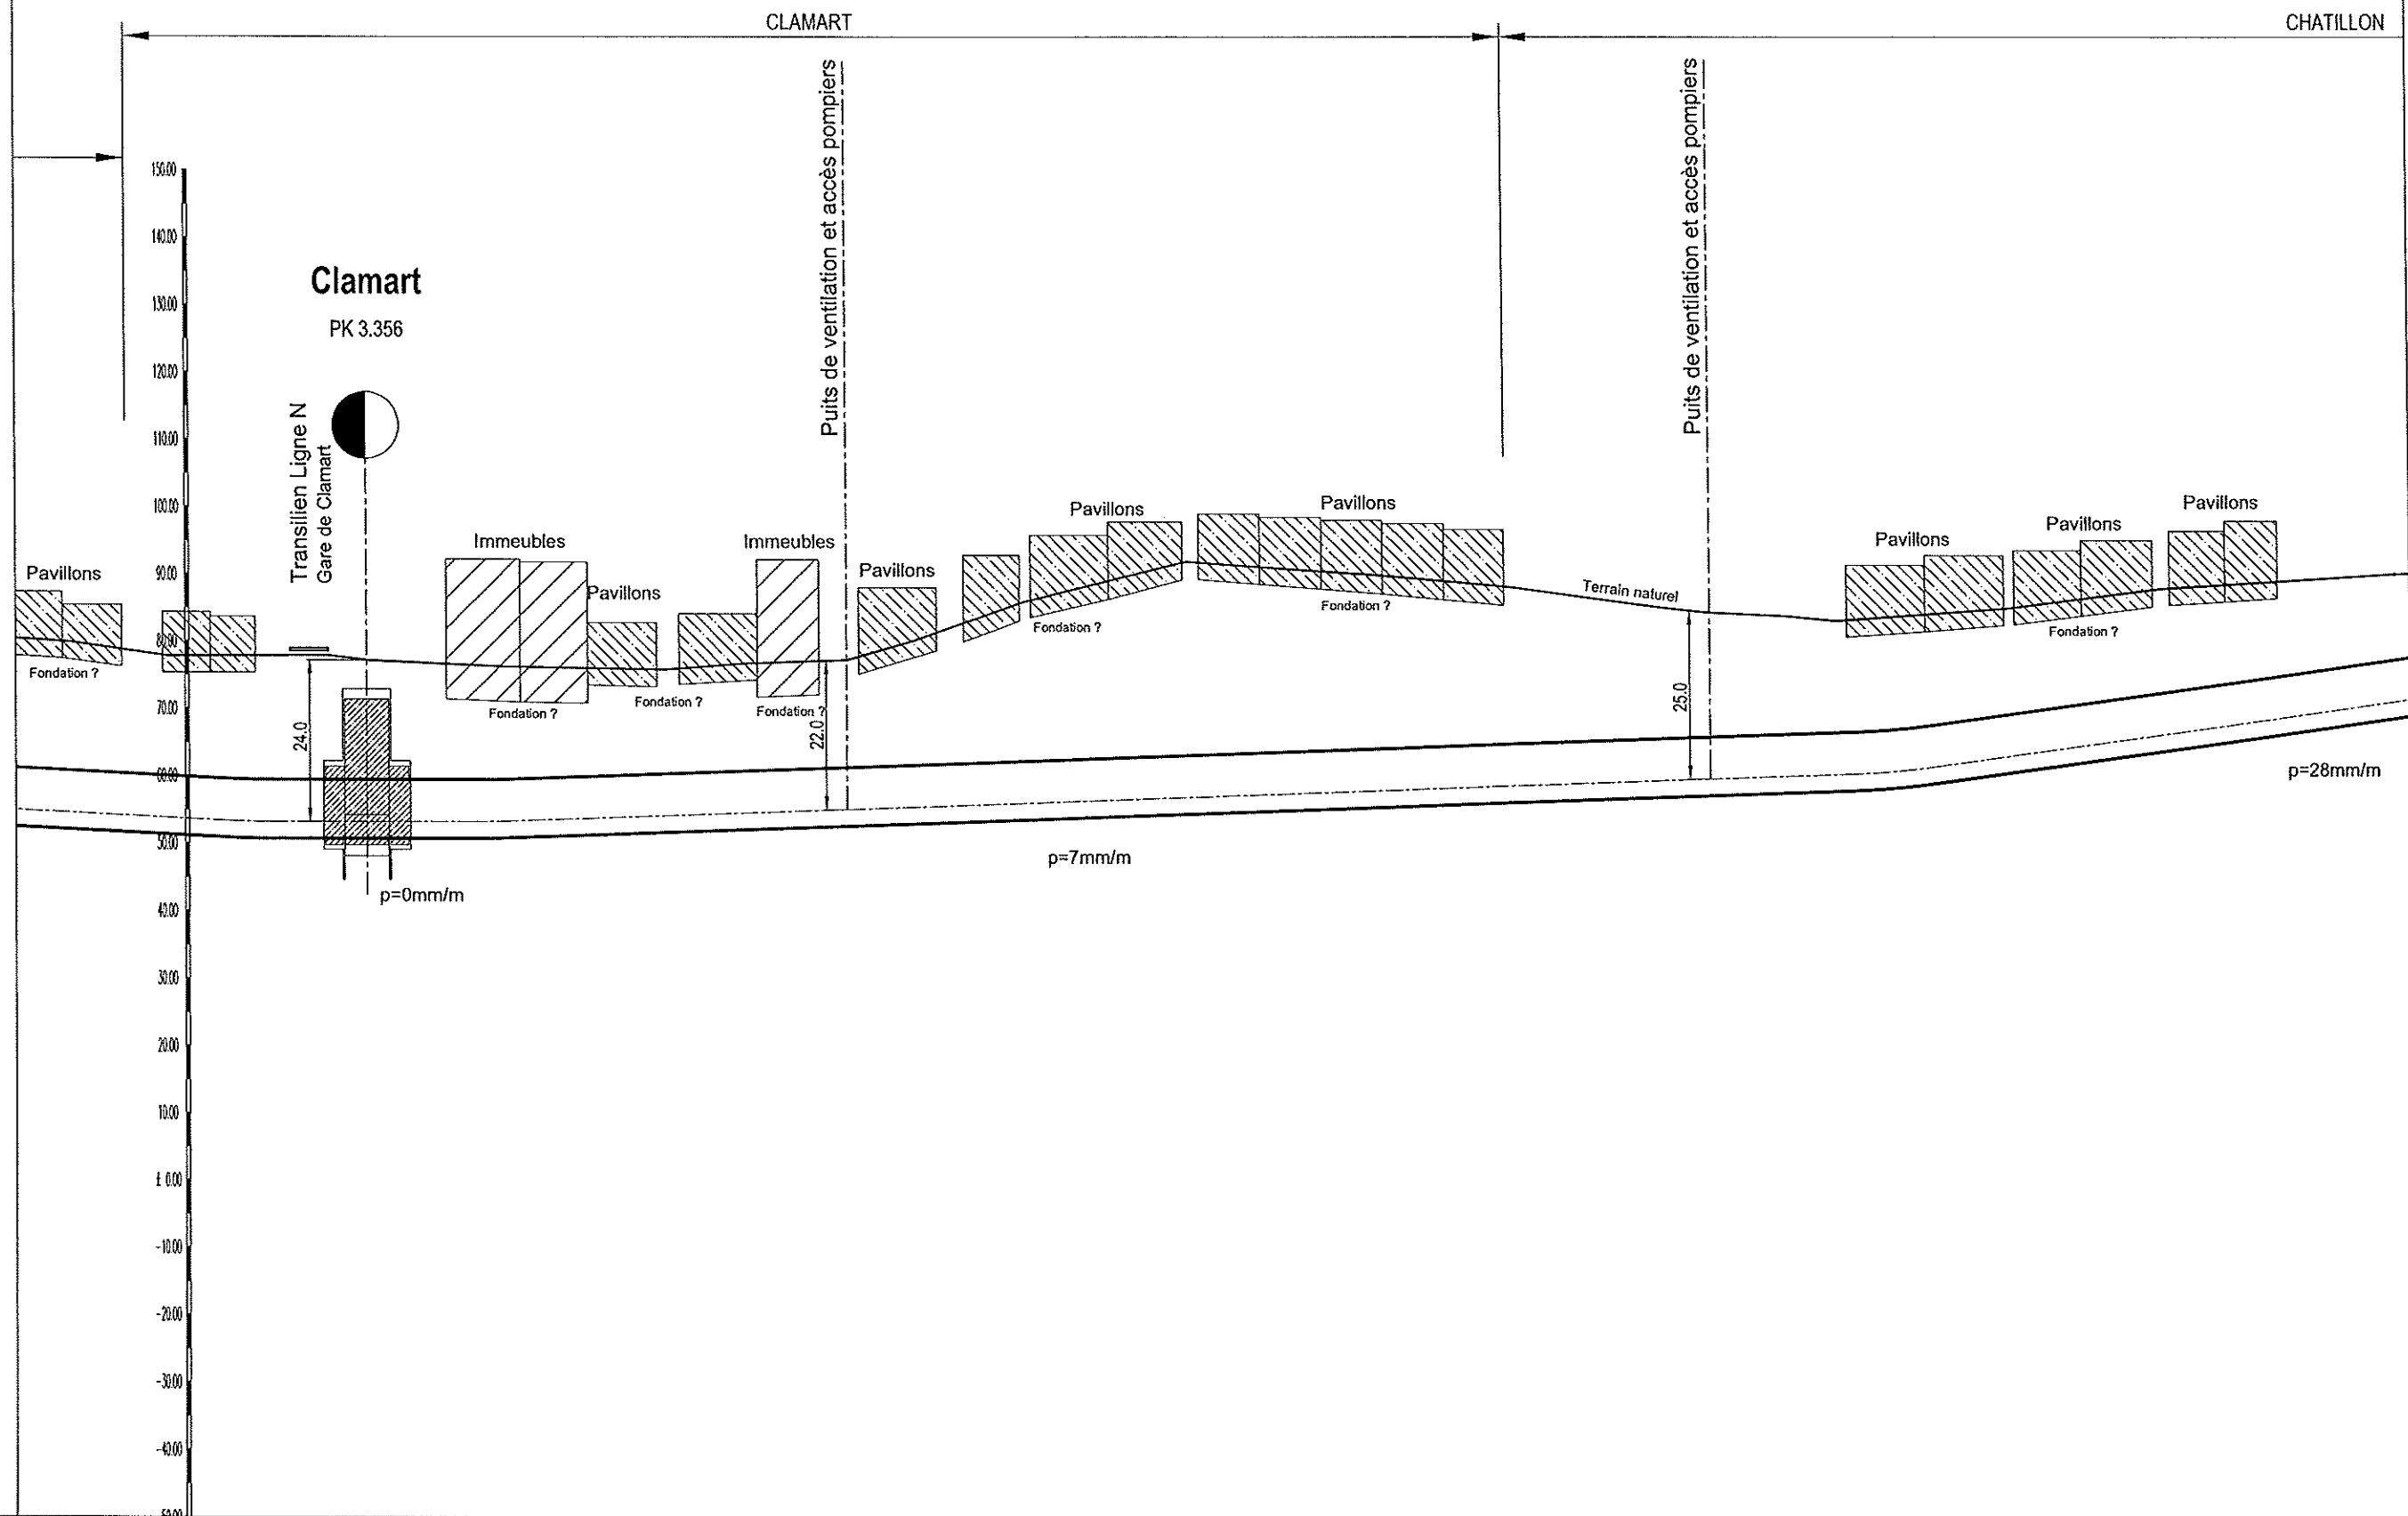 CLAMART
CHATILLON
Puits de ventilation et accès pompiers
Puits de ventilation et accès pompiers
150.00
140.00
130.00
120.00
110.00
100.00
90.00
80.00
70.00
60.00
50.00
40.00
30.00
20.00
10.00
± 0.00
-10.00
-20.00
-30.00
-40.00
Clamart
PK 3.356
Transilien Ligne N
Gare de Clamart
Pavillons
Fondation ?
Immeubles
Fondation ?
Pavillons
Fondation ?
Immeubles
Fondation ?
Pavillons
Pavillons
Fondation ?
Pavillons
Fondation ?
Terrain naturel
Pavillons
Pavillons
Fondation ?
Pavillons
24.0
22.0
25.0
p=0mm/m
p=7mm/m
p=28mm/m